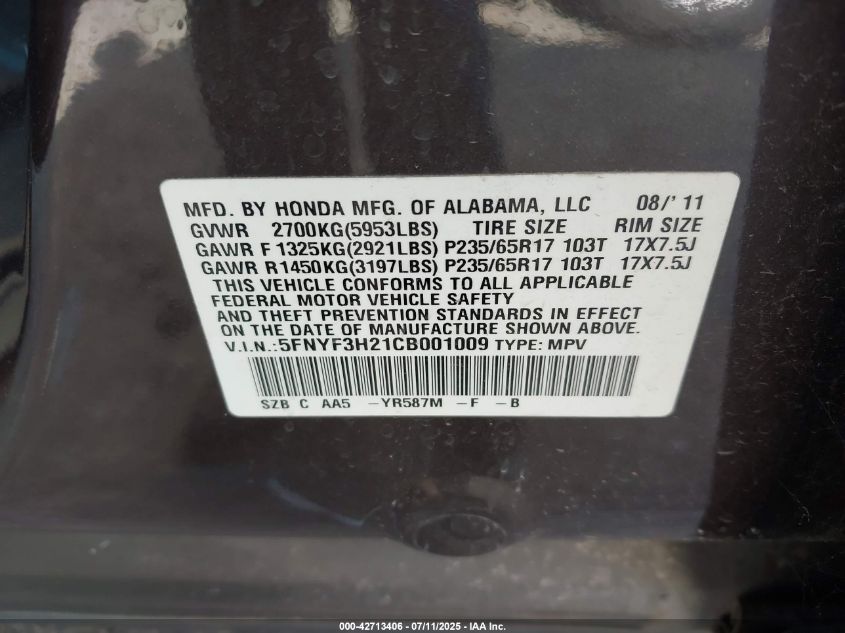 MFD. BY HONDA MFG. OF ALABAMA, LLC 08/' 11
GVWR 2700KG(5953LBS) TIRE SIZE RIM SIZE
GAWR F 1325KG(2921LBS) P235/65R17 103T 17X7.5J
GAWR R1450KG(3197LBS) P235/65R17 103T 17X7.5J
THIS VEHICLE CONFORMS TO ALL APPLICABLE
FEDERAL MOTOR VEHICLE SAFETY
AND THEFT PREVENTION STANDARDS IN EFFECT
ON THE DATE OF MANUFACTURE SHOWN ABOVE.
V.I.N.:5FNYF3H21CB001009 TYPE: MPV
SZB C AA5 -YR587M -F -B
000-42713406 - 07/11/2025 - IAA Inc.